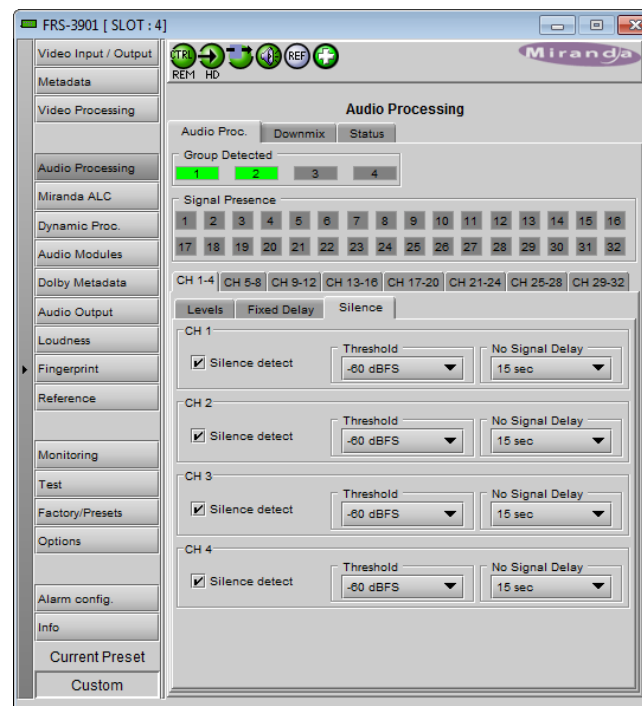 FRS-3901 [ SLOT : 4]
Video Input / Output
Metadata
Video Processing
Audio Processing
Miranda ALC
Dynamic Proc.
Audio Modules
Dolby Metadata
Audio Output
Loudness
Fingerprint
Reference
Monitoring
Test
Factory/Presets
Options
Alarm config.
Info
Current Preset
Custom
CTRL REF
REM HD
Miranda
Audio Processing
Audio Proc. Downmix Status
Group Detected
1 2 3 4
Signal Presence
1 2 3 4 5 6 7 8 9 10 11 12 13 14 15 16
17 18 19 20 21 22 23 24 25 26 27 28 29 30 31 32
CH 1-4 CH 5-8 CH 9-12 CH 13-16 CH 17-20 CH 21-24 CH 25-28 CH 29-32
Levels Fixed Delay Silence
CH 1
Threshold No Signal Delay
Silence detect -60 dBFS 15 sec
CH 2
Threshold No Signal Delay
Silence detect -60 dBFS 15 sec
CH 3
Threshold No Signal Delay
Silence detect -60 dBFS 15 sec
CH 4
Threshold No Signal Delay
Silence detect -60 dBFS 15 sec